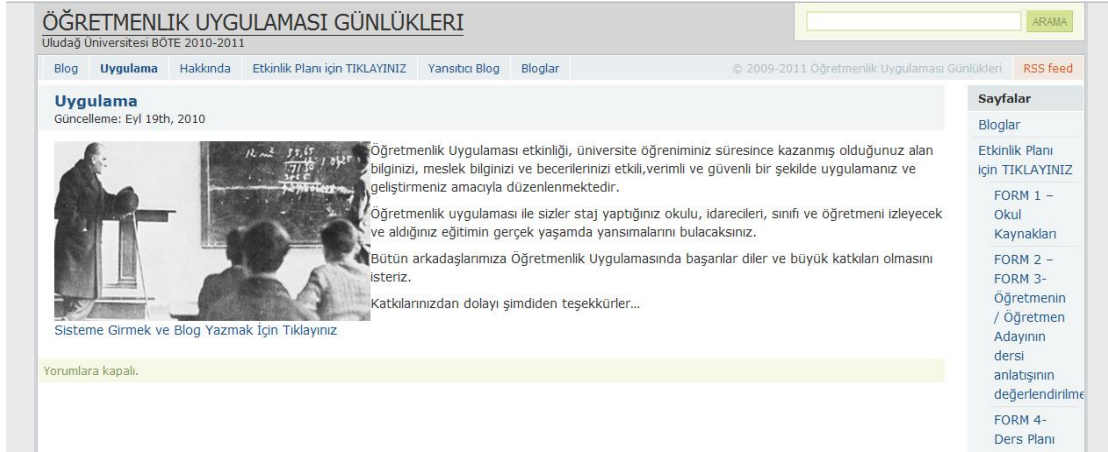 ÖĞRETMENLİK UYGULAMASI GÜNLÜKLERİ
Uludağ Üniversitesi BÖTE 2010-2011
ARAMA
Blog Uygulama Hakkında Etkinlik Planı için TIKLAYINIZ Yansıtıcı Blog Bloglar © 2009-2011 Öğretmenlik Uygulaması Günlükleri RSS feed
Uygulama
Güncelleme: Eyl 19th, 2010
Öğretmenlik Uygulaması etkinliği, üniversite öğreniminiz süresince kazanmış olduğunuz alan
bilginizi, meslek bilginizi ve becerilerinizi etkili,verimli ve güvenli bir şekilde uygulamanız ve
geliştirmeniz amacıyla düzenlenmektedir.
Öğretmenlik uygulaması ile sizler staj yaptığınız okulu, idarecileri, sınıfı ve öğretmeni izleyecek
ve aldığınız eğitimin gerçek yaşamda yansımalarını bulacaksınız.
Bütün arkadaşlarımıza Öğretmenlik Uygulamasında başarılar diler ve büyük katkıları olmasını
isteriz.
Katkılarınızdan dolayı şimdiden teşekkürler...
Sisteme Girmek ve Blog Yazmak İçin Tıklayınız
Yorumlara kapalı.
Sayfalar
Bloglar
Etkinlik Planı
için TIKLAYINIZ
FORM 1 –
Okul
Kaynakları
FORM 2 –
FORM 3-
Öğretmenin
/ Öğretmen
Adayının
dersi
anlatışının
değerlendirilme
FORM 4-
Ders Planı